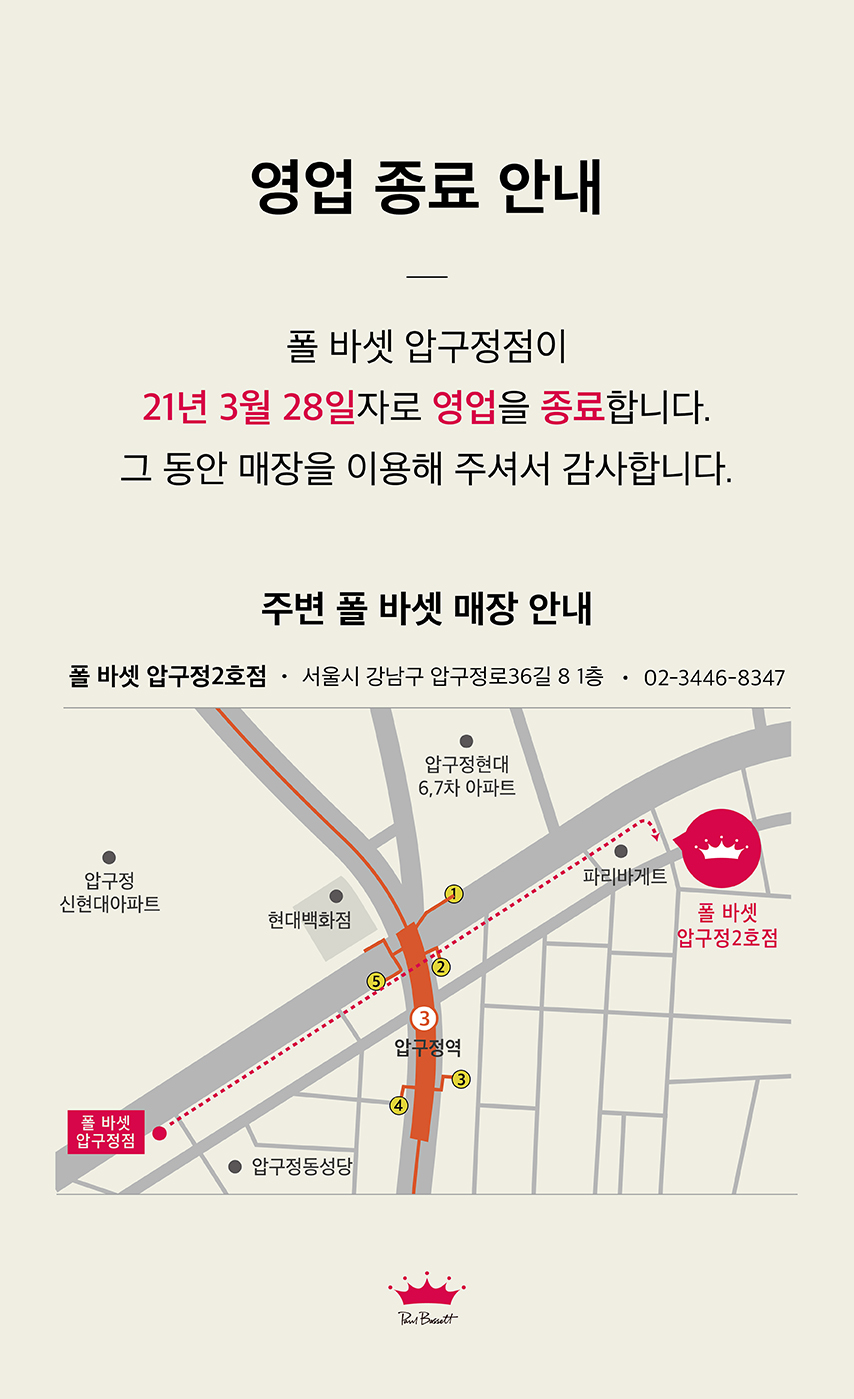 영업 종료 안내
폴 바셋 압구정점이
21년 3월 28일자로 영업을 종료합니다.
그 동안 매장을 이용해 주셔서 감사합니다.
주변 폴 바셋 매장 안내
폴 바셋 압구정2호점 • 서울시 강남구 압구정로36길 8 1층 • 02-3446-8347
압구정현대
6,7차 아파트
압구정
신현대아파트
현대백화점
파리바게트
폴 바셋
압구정2호점
1
2
5
3
압구정역
3
4
폴 바셋
압구정점
압구정동성당
Paul Bassett